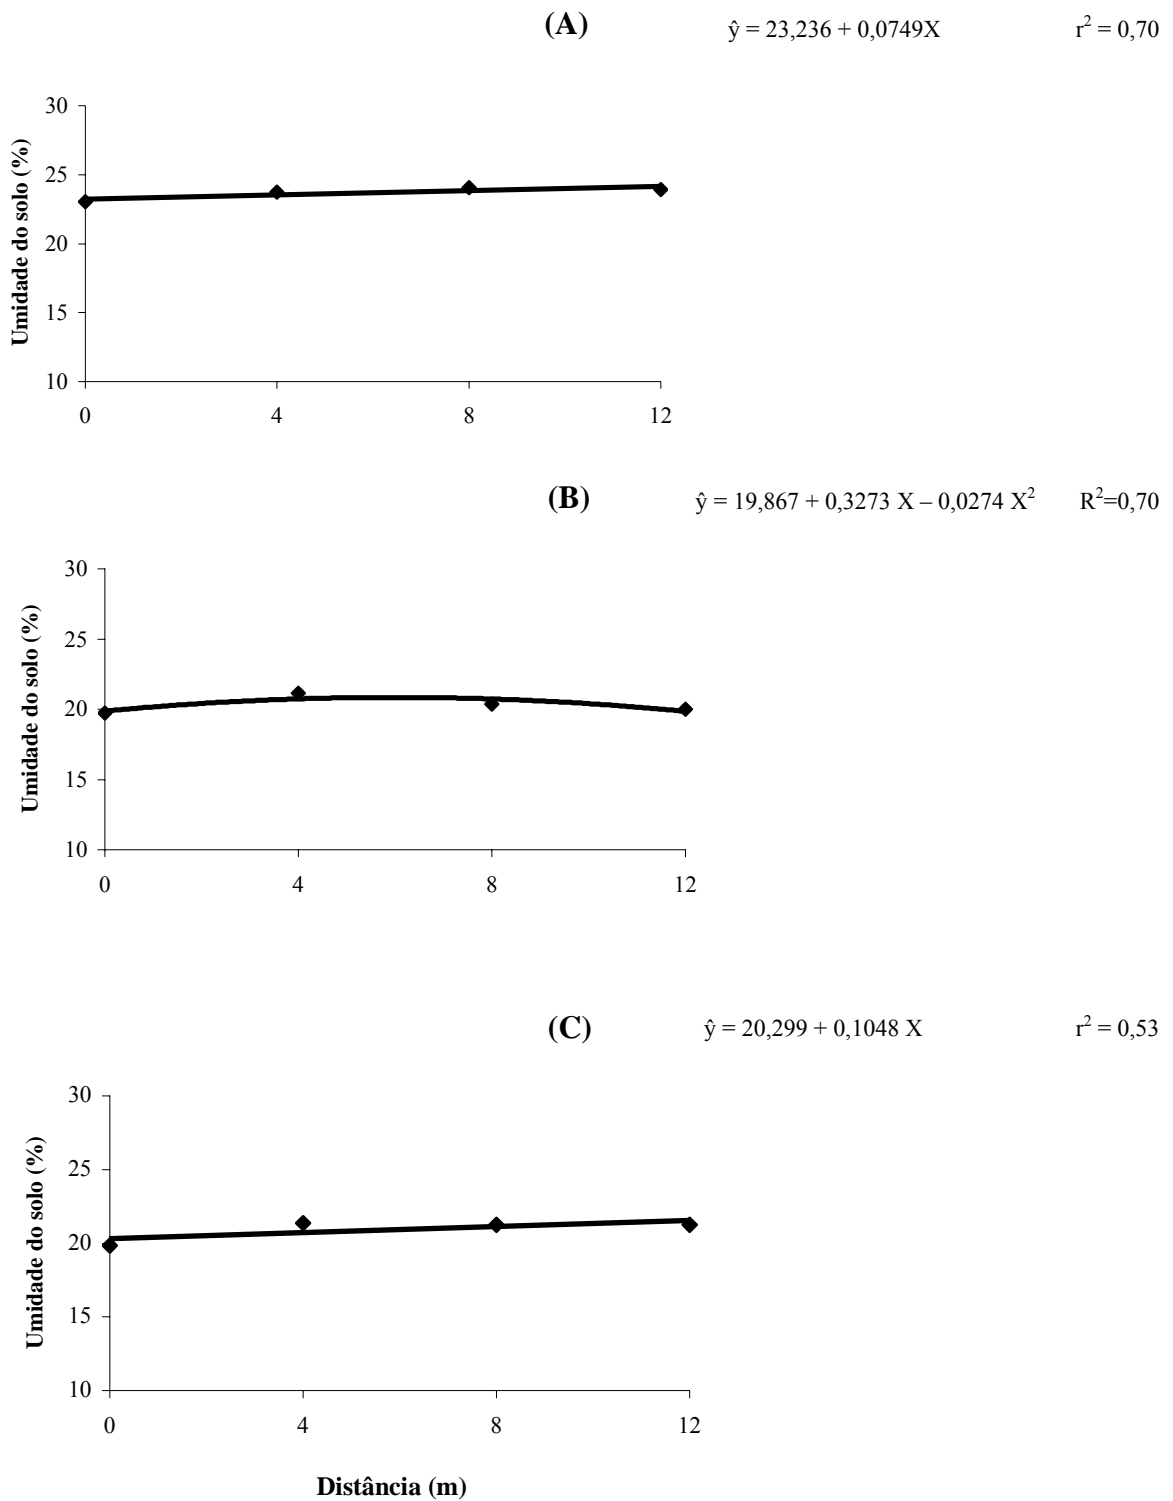 (A) ŷ = 23,236 + 0,0749X r² = 0,70
30
25
20
15
10
Umidade do solo (%)
0 4 8 12
(B) ŷ = 19,867 + 0,3273 X – 0,0274 X² R²=0,70
30
25
20
15
10
Umidade do solo (%)
0 4 8 12
(C) ŷ = 20,299 + 0,1048 X r² = 0,53
30
25
20
15
10
Umidade do solo (%)
0 4 8 12
Distância (m)